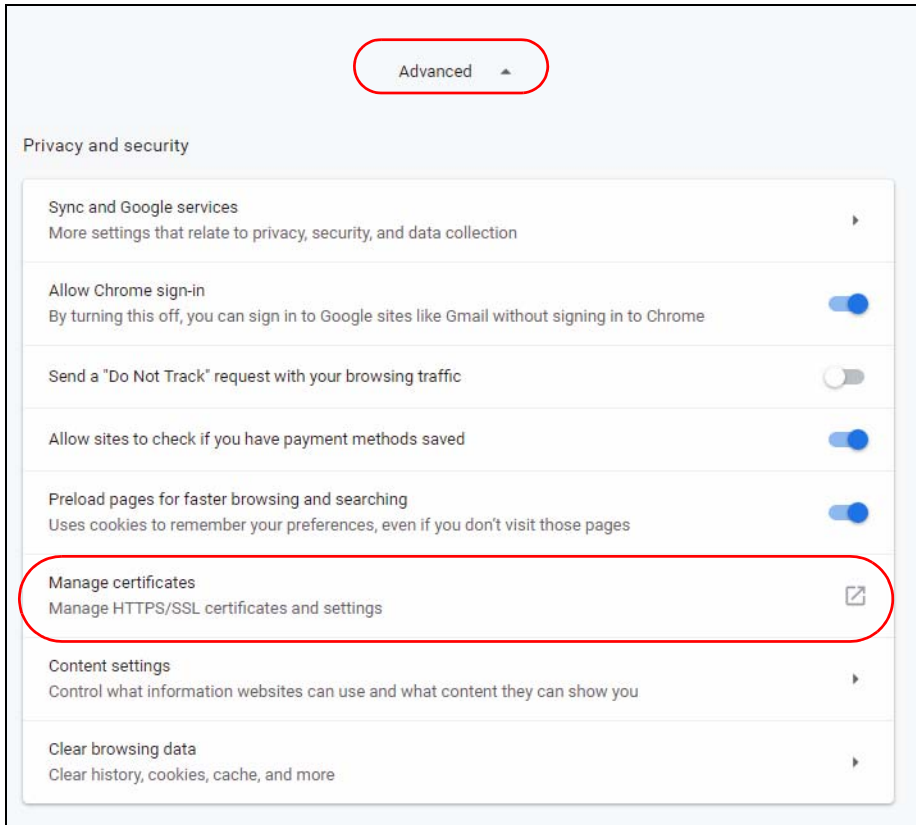 Advanced
Privacy and security
Sync and Google services
More settings that relate to privacy, security, and data collection
Allow Chrome sign-in
By turning this off, you can sign in to Google sites like Gmail without signing in to Chrome
Send a "Do Not Track" request with your browsing traffic
Allow sites to check if you have payment methods saved
Preload pages for faster browsing and searching
Uses cookies to remember your preferences, even if you don't visit those pages
Manage certificates
Manage HTTPS/SSL certificates and settings
Content settings
Control what information websites can use and what content they can show you
Clear browsing data
Clear history, cookies, cache, and more